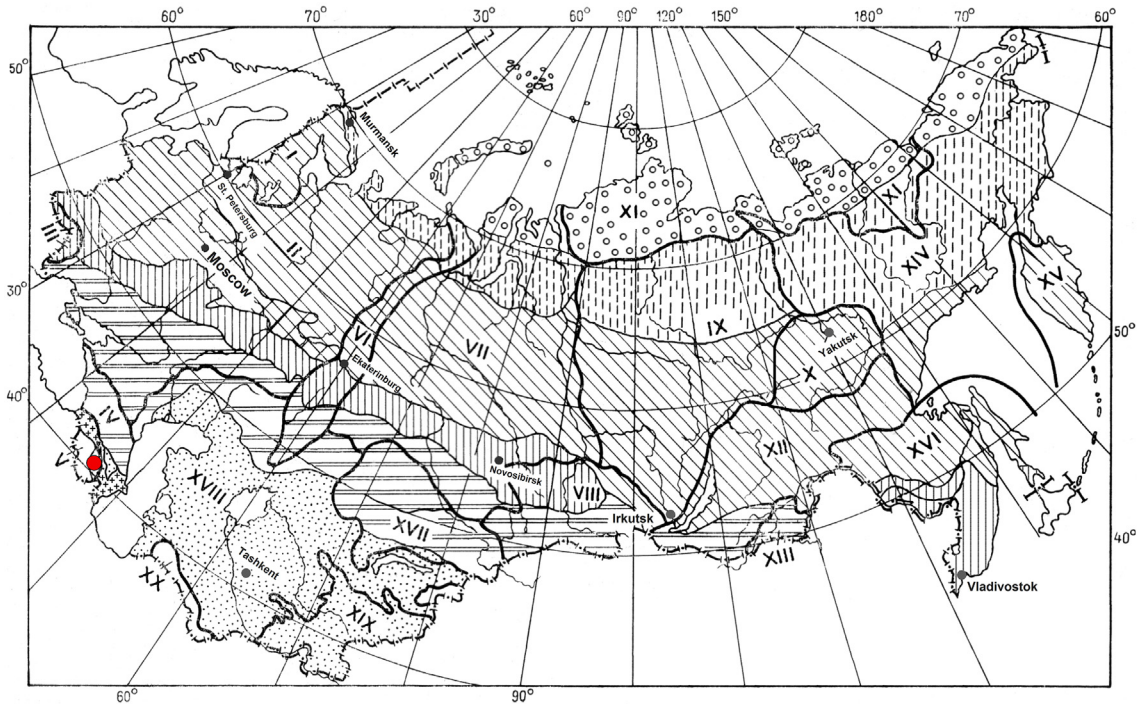 60° 70° 30° 60° 90° 120° 150° 180° 70° 60°
50°
Murmansk
I
St. Petersburg
XI
XI
III
II
Moscow
XIV
XV
30°
IX
50°
VI
VII
Yakutsk
Ekaterinburg
X
40°
IV
XII
XVI
V
Novosibirsk
XVIII
VIII
Irkutsk
XVII
40°
XIII
Tashkent
XX
Vladivostok
XIX
60° 90°